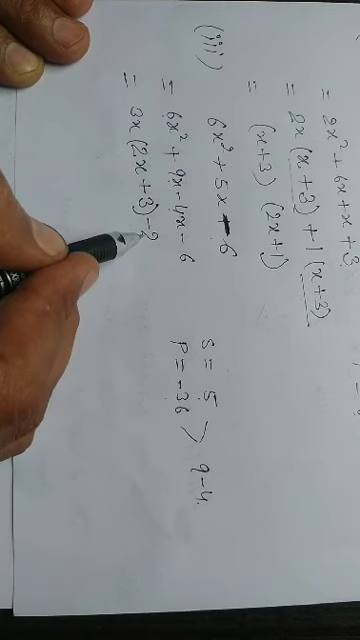 = 2x² + 6x + x + 3
= 2x (x + 3) + 1 (x + 3)
= (x + 3) (2x + 1)
(iii) 6x² + 5x - 6
S = 5
P = -36 > 9 - 4.
= 6x² + 9x - 4x - 6
= 3x (2x + 3) - 2